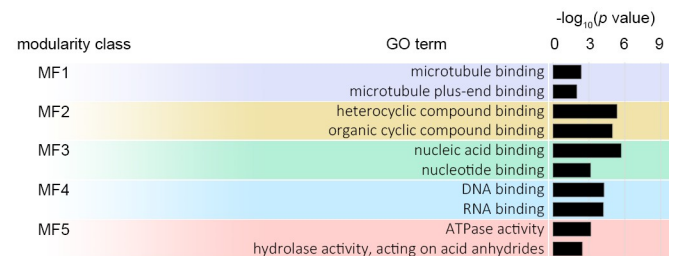 -log10(p value)
modularity class GO term 0 3 6 9
MF1 microtubule binding
microtubule plus-end binding
MF2 heterocyclic compound binding
organic cyclic compound binding
MF3 nucleic acid binding
nucleotide binding
MF4 DNA binding
RNA binding
MF5 ATPase activity
hydrolase activity, acting on acid anhydrides